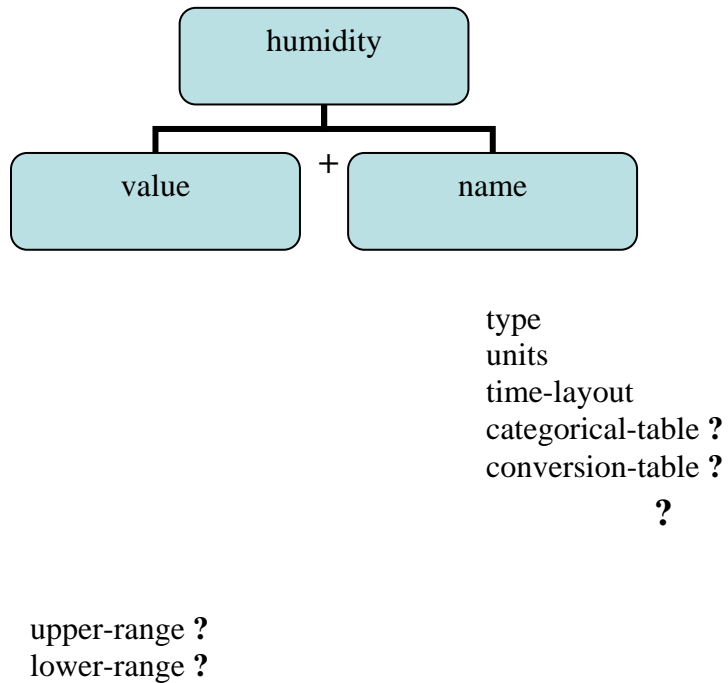 humidity
value
+
name
type
units
time-layout
categorical-table ?
conversion-table ?
?
upper-range ?
lower-range ?